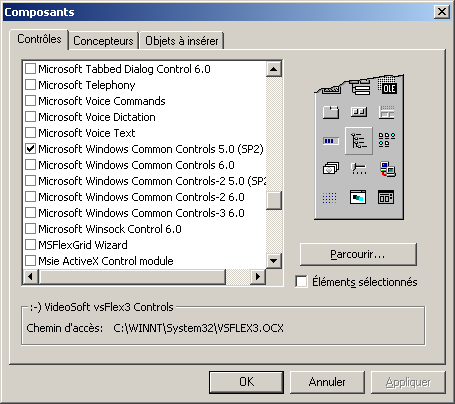 Composants
Contrôles
Concepteurs
Objets à insérer
Microsoft Tabbed Dialog Control 6.0
Microsoft Telephony
Microsoft Voice Commands
Microsoft Voice Dictation
Microsoft Voice Text
Microsoft Windows Common Controls 5.0 (SP2)
Microsoft Windows Common Controls 6.0
Microsoft Windows Common Controls-2 5.0 (SP2
Microsoft Windows Common Controls-2 6.0
Microsoft Windows Common Controls-3 6.0
Microsoft Winsock Control 6.0
MSFlexGrid Wizard
Msie ActiveX Control module
OLE
Parcourir...
Éléments sélectionnés
:-) VideoSoft vsFlex3 Controls
Chemin d'accès: C:\WINNT\System32\VSFLEX3.OCX
OK
Annuler
Appliquer